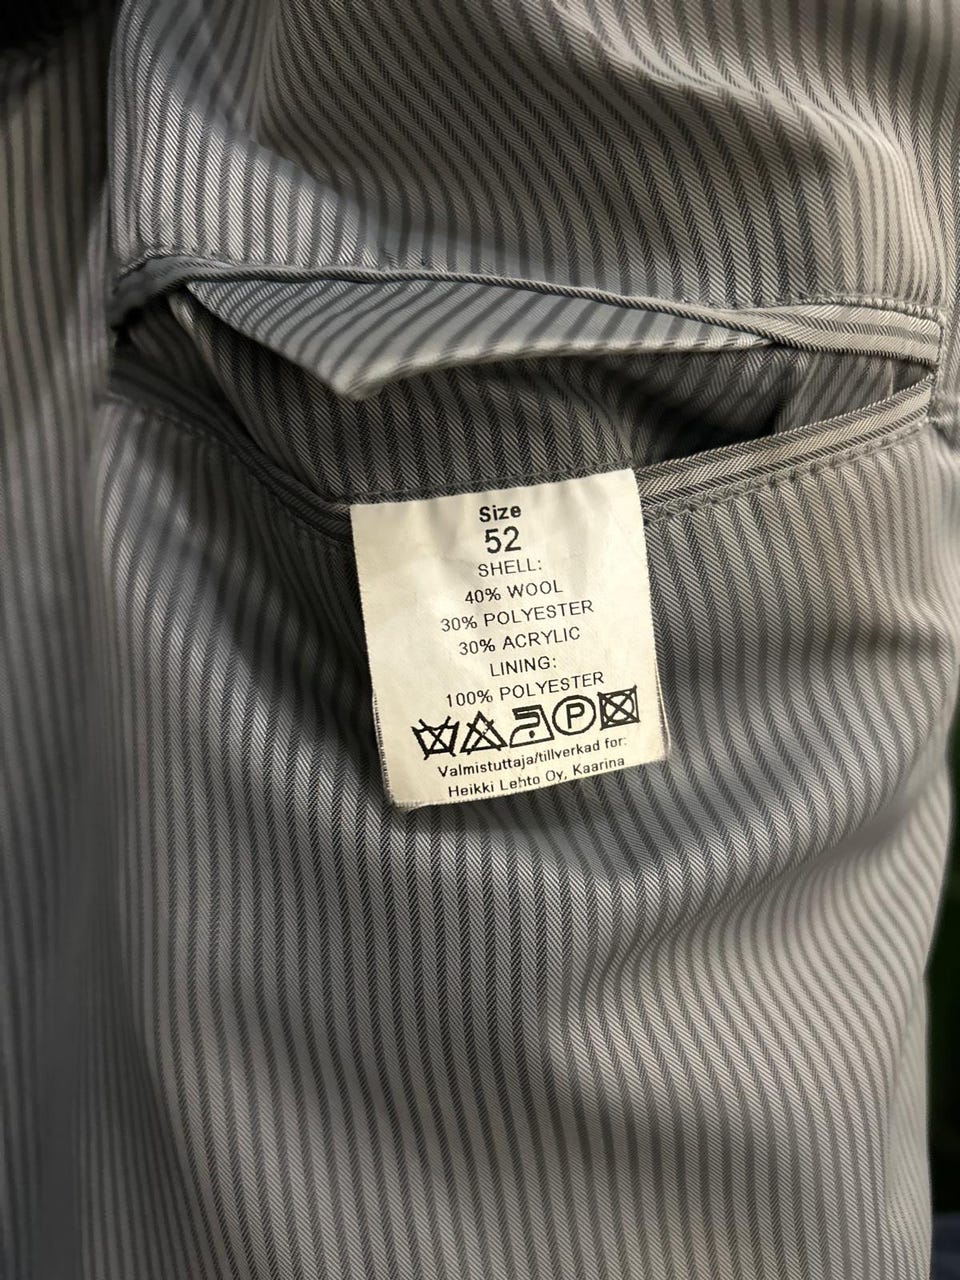 Size
52
SHELL:
40% WOOL
30% POLYESTER
30% ACRYLIC
LINING:
100% POLYESTER
P
Valmistuttaja/tillverkad for:
Heikki Lehto Oy, Kaarina